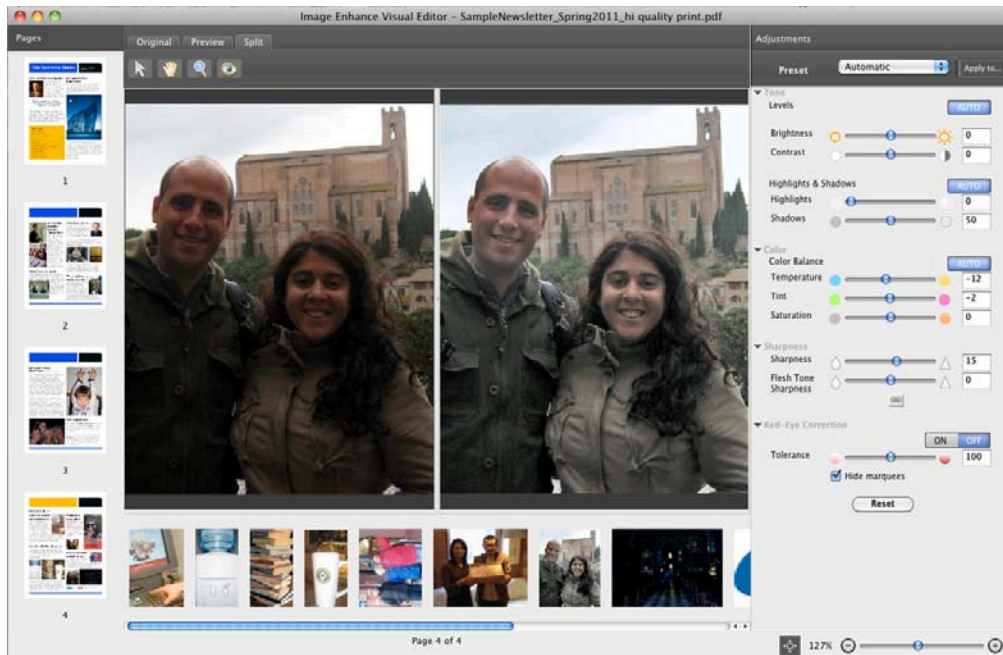 Image Enhance Visual Editor – SampleNewsletter_Spring2011_hi quality print.pdf
Pages
1
2
3
4
Original Preview Split
Page 4 of 4
Adjustments
Preset Automatic Apply to...
Tone
Levels AUTO
Brightness 0
Contrast 0
Highlights & Shadows AUTO
Highlights 0
Shadows 50
Color
Color Balance AUTO
Temperature -12
Tint -2
Saturation 0
Sharpness
Sharpness 15
Flesh Tone
Sharpness 0
Red-Eye Correction
ON OFF
Tolerance 100
Hide marquees
Reset
127%